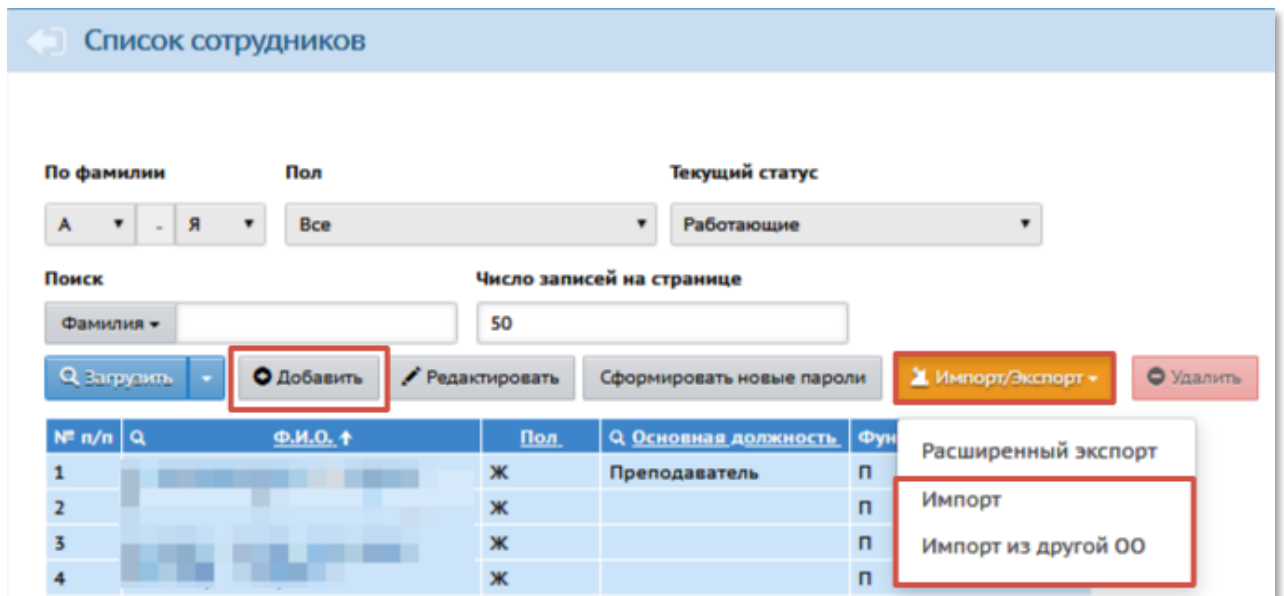 Список сотрудников
По фамилии Пол Текущий статус
А - Я Все Работающие
Поиск Число записей на странице
Фамилия 50
Загрузить Добавить Редактировать Сформировать новые пароли Импорт/Экспорт Удалить
№ п/п Ф.И.О. ↑ Пол Основная должность Фун
Расширенный экспорт
1 Ж Преподаватель П
2 Ж П Импорт
3 Ж П Импорт из другой ОО
4 Ж П